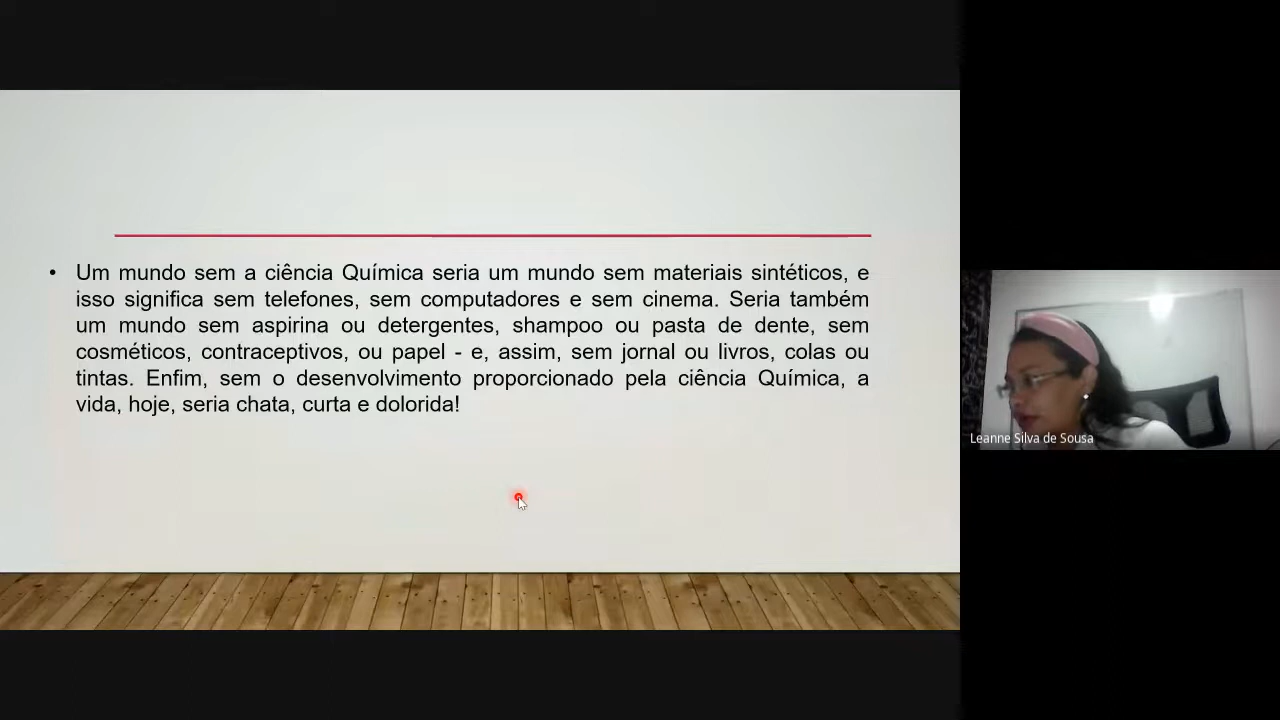 • Um mundo sem a ciência Química seria um mundo sem materiais sintéticos, e
isso significa sem telefones, sem computadores e sem cinema. Seria também
um mundo sem aspirina ou detergentes, shampoo ou pasta de dente, sem
cosméticos, contraceptivos, ou papel - e, assim, sem jornal ou livros, colas ou
tintas. Enfim, sem o desenvolvimento proporcionado pela ciência Química, a
vida, hoje, seria chata, curta e dolorida!
Leanne Silva de Sousa